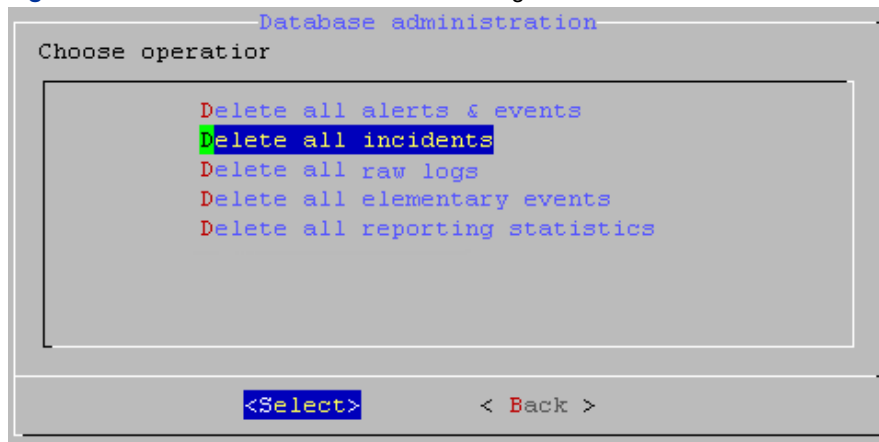 Database administration
Choose operatior
Delete all alerts & events
Delete all incidents
Delete all raw logs
Delete all elementary events
Delete all reporting statistics
<Select> < Back >